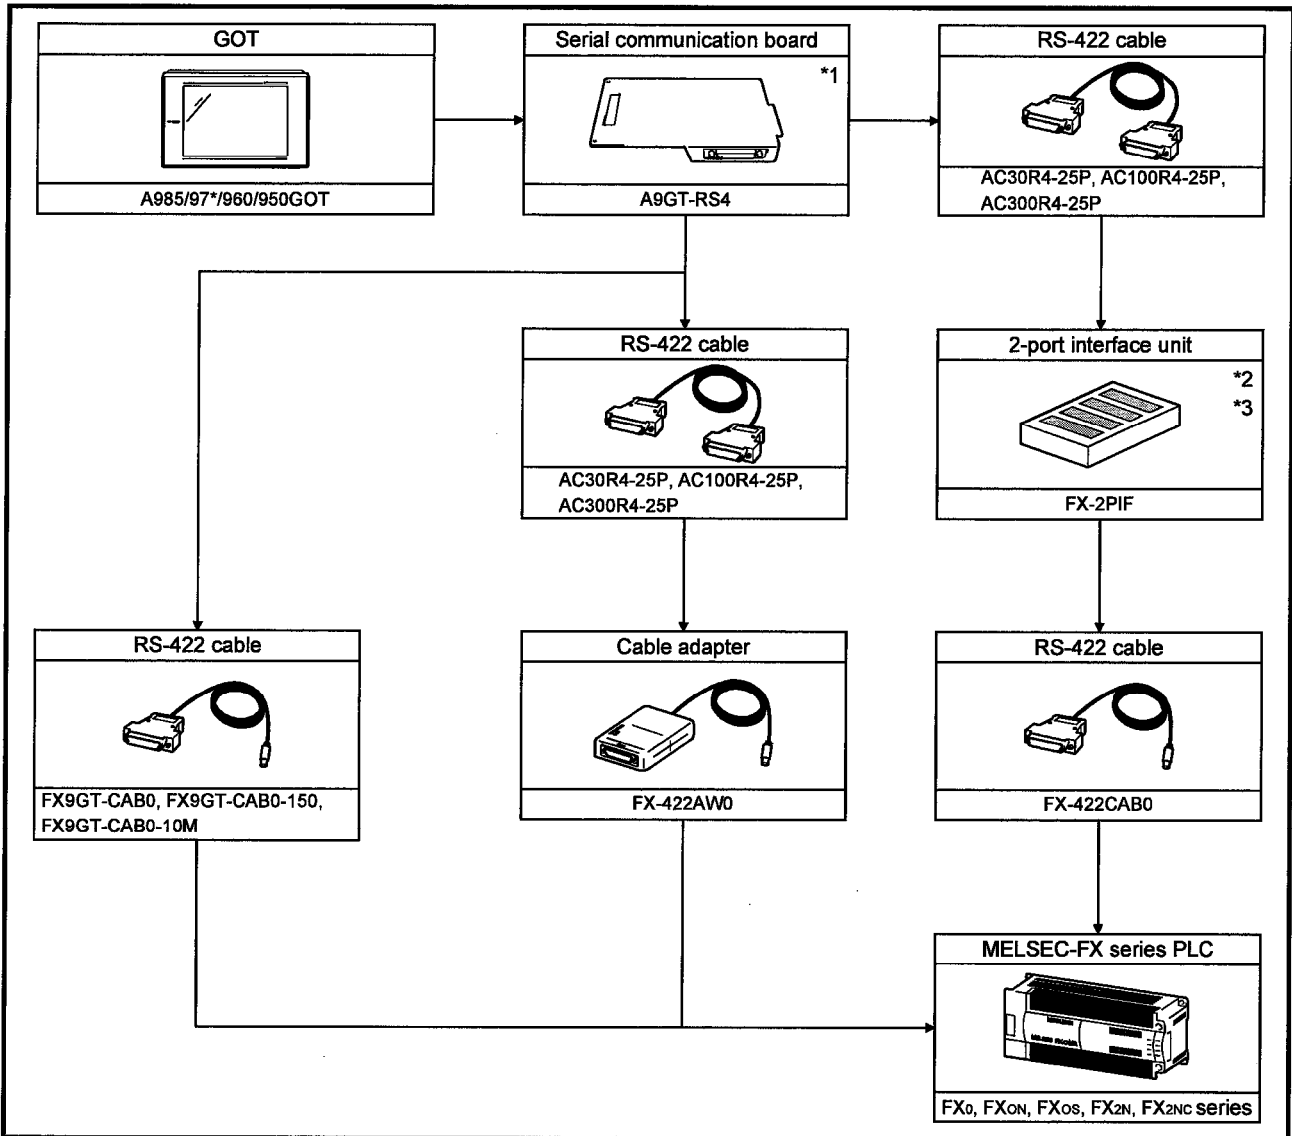 GOT
A985/97*/960/950GOT
Serial communication board
*1
A9GT-RS4
RS-422 cable
AC30R4-25P, AC100R4-25P,
AC300R4-25P
RS-422 cable
AC30R4-25P, AC100R4-25P,
AC300R4-25P
2-port interface unit
*2
*3
FX-2PIF
RS-422 cable
FX9GT-CAB0, FX9GT-CAB0-150,
FX9GT-CAB0-10M
Cable adapter
FX-422AW0
RS-422 cable
FX-422CAB0
MELSEC-FX series PLC
FX0, FX0N, FX0S, FX2N, FX2NC series